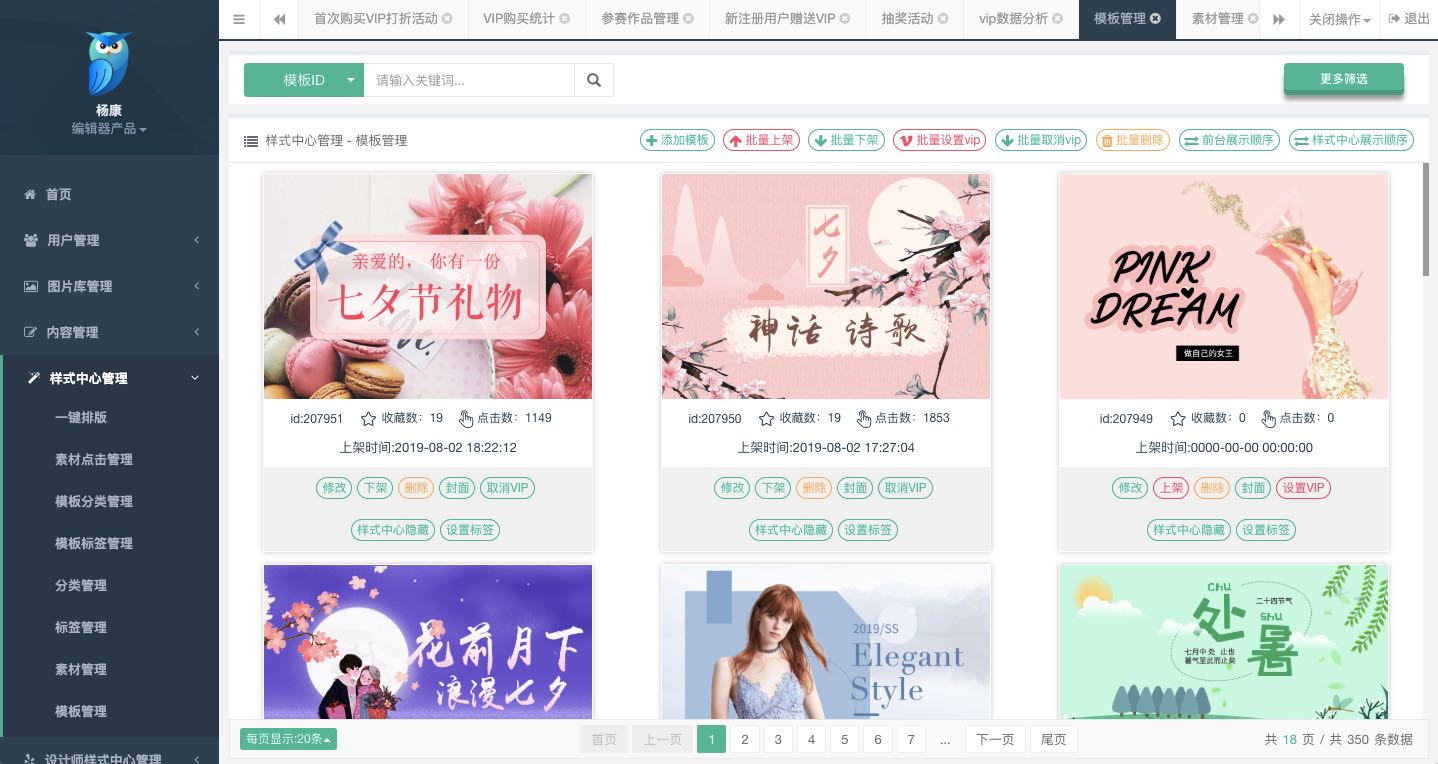 杨康
编辑器产品
首页
用户管理
图片库管理
内容管理
样式中心管理
一键排版
素材点击管理
模板分类管理
模板标签管理
分类管理
标签管理
素材管理
模板管理
设计师样式中心管理
首次购买VIP打折活动 VIP购买统计 参赛作品管理 新注册用户赠送VIP 抽奖活动 vip数据分析 模板管理 素材管理 关闭操作 退出
模板ID 请输入关键词... 更多筛选
样式中心管理 - 模板管理 添加模板 批量上架 批量下架 批量设置vip 批量取消vip 批量删除 前台展示顺序 样式中心展示顺序
亲爱的， 你有一份
七夕节礼物
id:207951 收藏数：19 点击数：1149
上架时间:2019-08-02 18:22:12
修改 下架 删除 封面 取消VIP
样式中心隐藏 设置标签
七夕
神话 诗歌
id:207950 收藏数：19 点击数：1853
上架时间:2019-08-02 17:27:04
修改 下架 删除 封面 取消VIP
样式中心隐藏 设置标签
PINK
DREAM
做自己的女王
id:207949 收藏数：0 点击数：0
上架时间:0000-00-00 00:00:00
修改 上架 删除 封面 设置VIP
样式中心隐藏 设置标签
花前月下
浪漫七夕
2019/SS
Elegant
Style
chu
处
二十四节气
shu
暑
七月中 处 止也
暑气至此而止矣
每页显示:20条 首页 上一页 1 2 3 4 5 6 7 ... 下一页 尾页 共 18 页 / 共 350 条数据